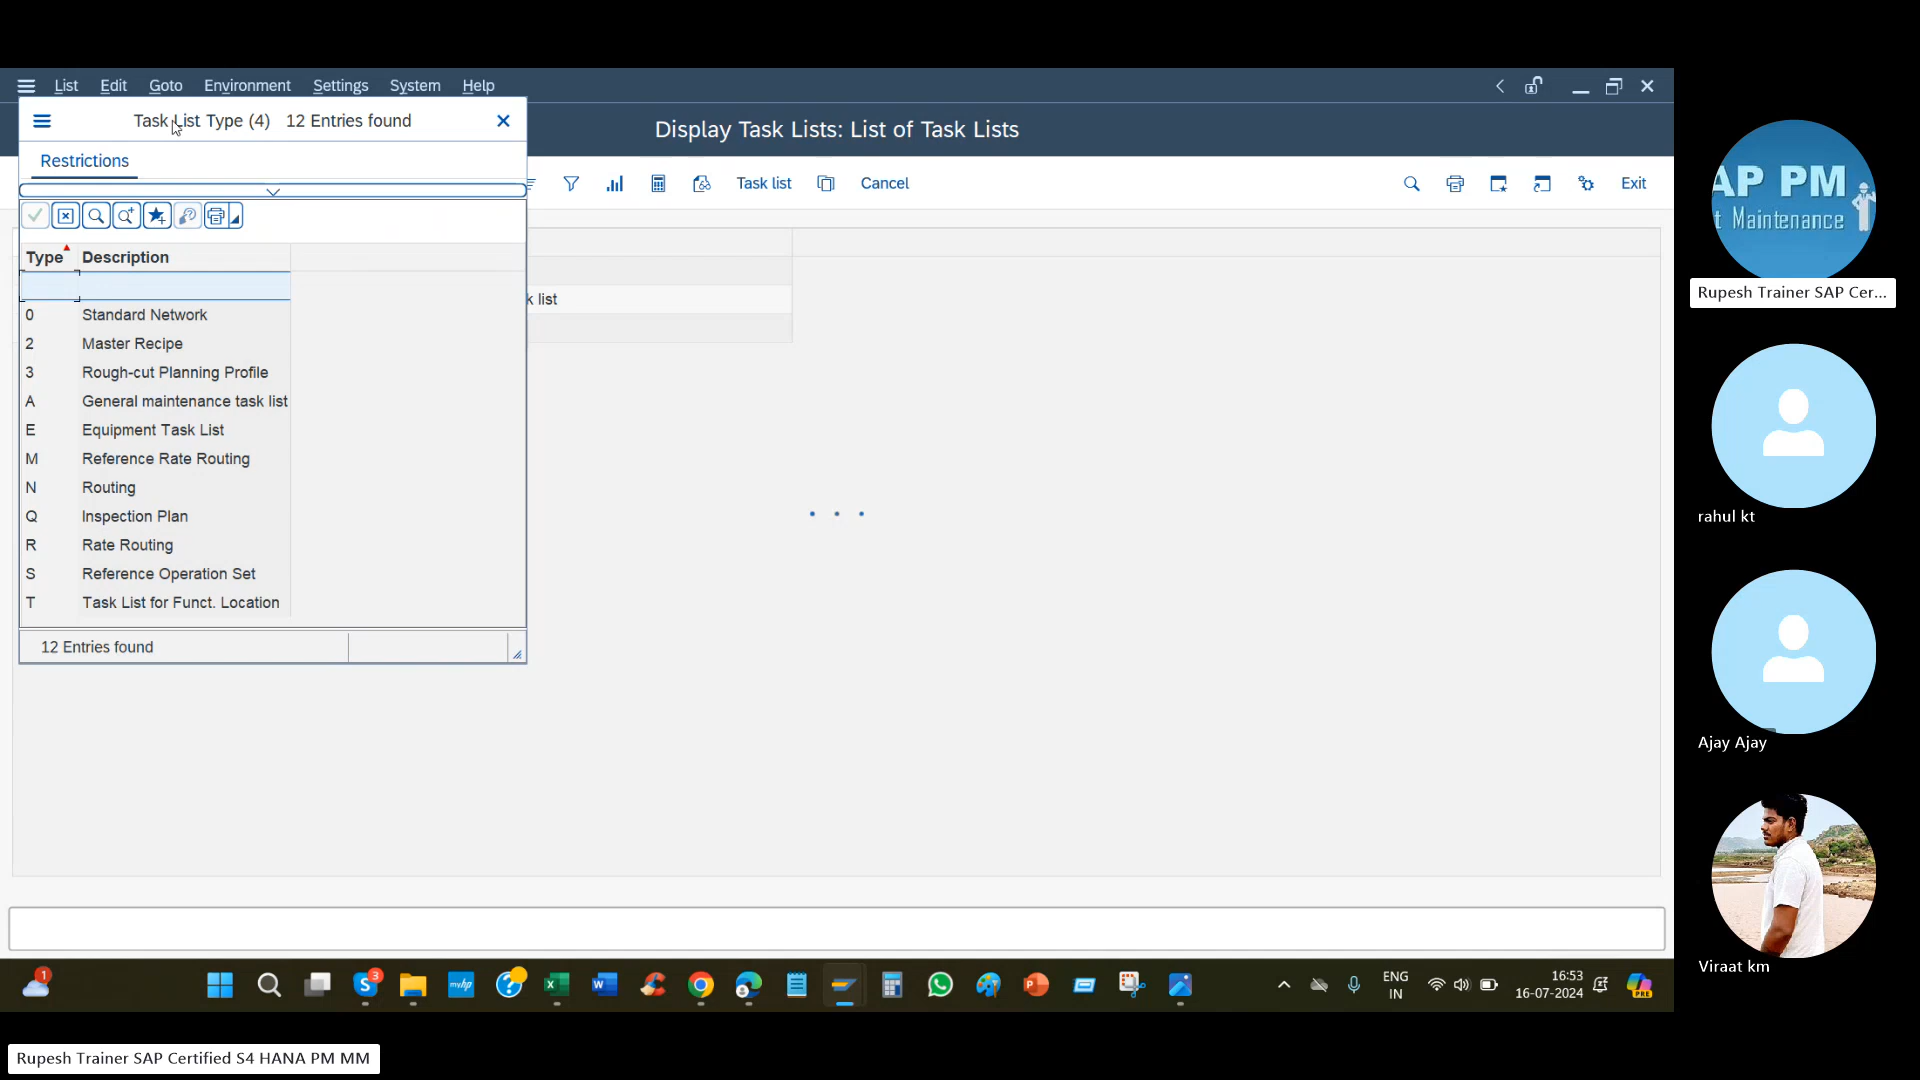 List Edit Goto Environment Settings System Help
Task List Type (4) 12 Entries found
Display Task Lists: List of Task Lists
Restrictions
Task list Cancel Exit
Type Description
k list
0 Standard Network
2 Master Recipe
3 Rough-cut Planning Profile
A General maintenance task list
E Equipment Task List
M Reference Rate Routing
N Routing
Q Inspection Plan
R Rate Routing
S Reference Operation Set
T Task List for Funct. Location
12 Entries found
AP PM
t Maintenance
Rupesh Trainer SAP Cer...
rahul kt
Ajay Ajay
Viraat km
1
3
myhp
ENG
IN
16:53
16-07-2024
PRE
Rupesh Trainer SAP Certified S4 HANA PM MM